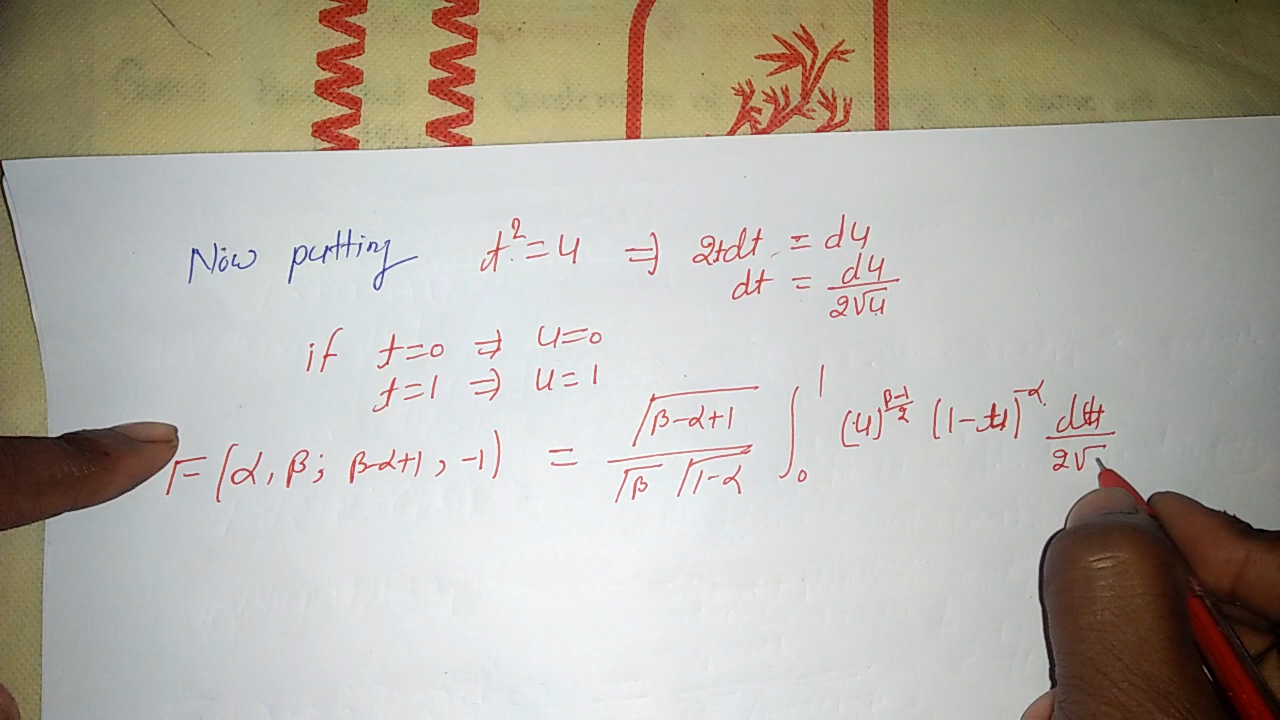 Now putting t² = u ⇒ 2tdt = du
dt = du/2√u
if t=0 ⇒ u=0
t=1 ⇒ u=1
F(α, β; β-α+1, -1) = Γβ-α+1/Γβ Γ1-α ∫₀¹ (u)^(β-1)/2 (1-u)^-α du/2√